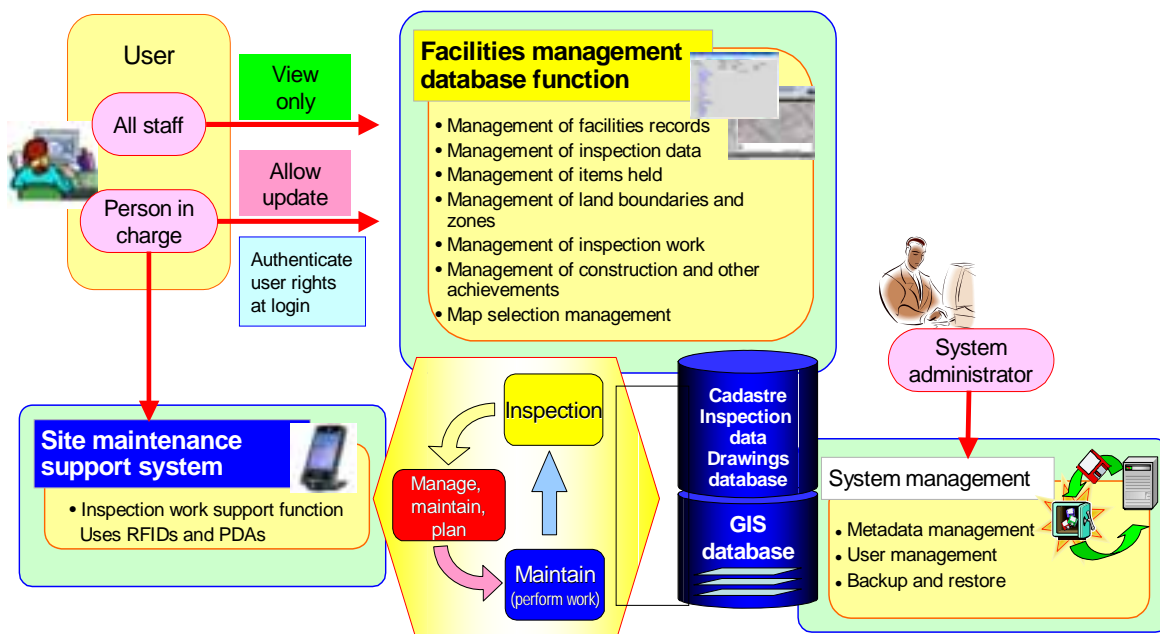 User
All staff
Person in
charge
View
only
Allow
update
Authenticate
user rights
at login
Facilities management
database function
• Management of facilities records
• Management of inspection data
• Management of items held
• Management of land boundaries and
zones
• Management of inspection work
• Management of construction and other
achievements
• Map selection management
System
administrator
Site maintenance
support system
• Inspection work support function
Uses RFIDs and PDAs
Inspection
Manage,
maintain,
plan
Maintain
(perform work)
Cadastre
Inspection
data
Drawings
database
GIS
database
System management
• Metadata management
• User management
• Backup and restore